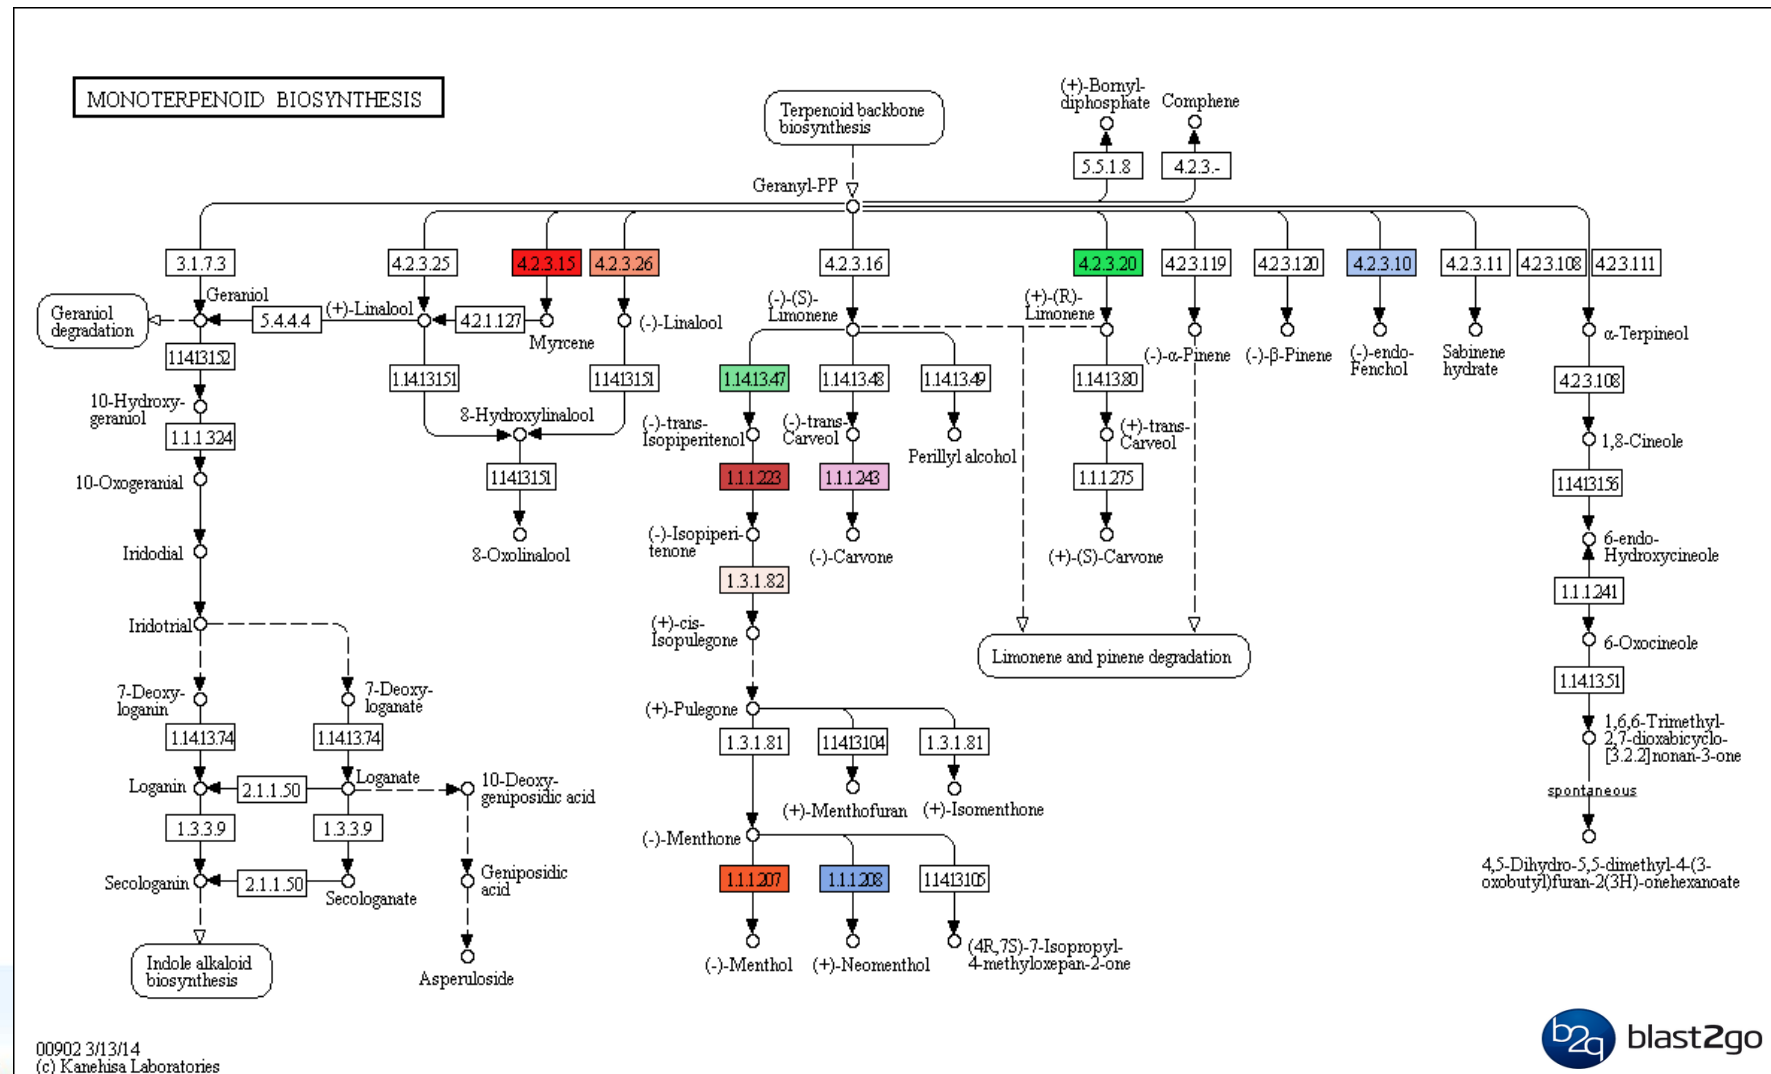 MONOTERPENOID BIOSYNTHESIS
Terpenoid backbone
biosynthesis
(+)-Bornyl-
diphosphate
Comphene
5.5.1.8
4.2.3.-
Geranyl-PP
3.1.7.3
4.2.3.25
4.2.3.15
4.2.3.26
4.2.3.16
4.2.3.20
4.2.3.119
4.2.3.120
4.2.3.10
4.2.3.11
4.2.3.108
4.2.3.111
Geraniol
degradation
Geraniol
5.4.4.4
(+)-Linalool
4.2.1.127
Myrcene
(-)-Linalool
(-)-(S)-
Limonene
(+)-(R)-
Limonene
(-)-α-Pinene
(-)-β-Pinene
(-)-endo-
Fenchol
Sabinene
hydrate
α-Terpineol
1.14.13.152
1.14.13.151
1.14.13.151
1.14.13.47
1.14.13.48
1.14.13.49
1.14.13.80
4.2.3.108
10-Hydroxy-
geraniol
8-Hydroxylinalool
(-)-trans-
Isopiperitenol
(-)-trans-
Carveol
Perillyl alcohol
(+)-trans-
Carveol
1,8-Cineole
1.1.1.324
1.14.13.151
1.1.1.223
1.1.1.243
1.1.1.275
1.14.13.156
10-Oxogeranial
8-Oxolinalool
(-)-Isopiperi-
tenone
(-)-Carvone
(+)-(S)-Carvone
6-endo-
Hydroxycineole
Iridodial
1.3.1.82
1.1.1.241
Iridotrial
(+)-cis-
Isopulegone
Limonene and pinene degradation
6-Oxocineole
1.14.13.51
7-Deoxy-
loganin
7-Deoxy-
loganate
(+)-Pulegone
1,6,6-Trimethyl-
2,7-dioxabicyclo-
[3.2.2]nonan-3-one
1.14.13.74
1.14.13.74
1.3.1.81
1.14.13.104
1.3.1.81
Loganin
2.1.1.50
Loganate
10-Deoxy-
geniposidic acid
(+)-Menthofuran
(+)-Isomenthone
spontaneous
1.3.3.9
1.3.3.9
(-)-Menthone
Secologanin
2.1.1.50
Secologanate
Geniposidic
acid
1.1.1.207
1.1.1.208
1.14.13.105
4,5-Dihydro-5,5-dimethyl-4-(3-
oxobutyl)furan-2(3H)-onehexanoate
Indole alkaloid
biosynthesis
Asperuloside
(-)-Menthol
(+)-Neomenthol
(4R,7S)-7-Isopropyl-
4-methyloxepan-2-one
00902 3/13/14
(c) Kanehisa Laboratories
b2g blast2go